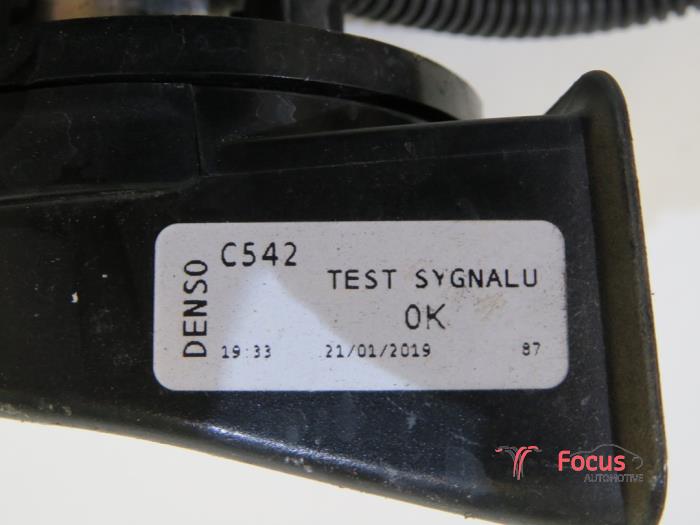 DENSO
C542
TEST SYGNALU
OK
19:33 21/01/2019 87
Focus
AUTOMOTIVE